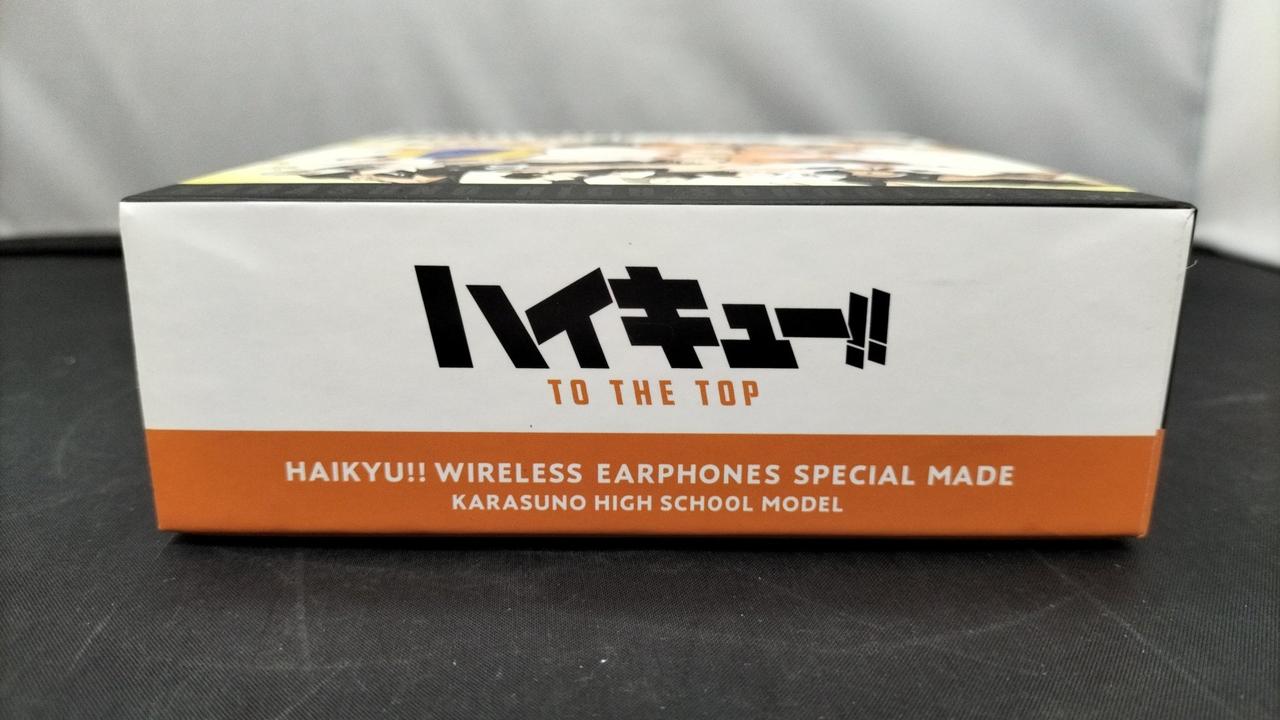 ハイキュー!!
TO THE TOP
HAIKYU!! WIRELESS EARPHONES SPECIAL MADE
KARASUNO HIGH SCHOOL MODEL